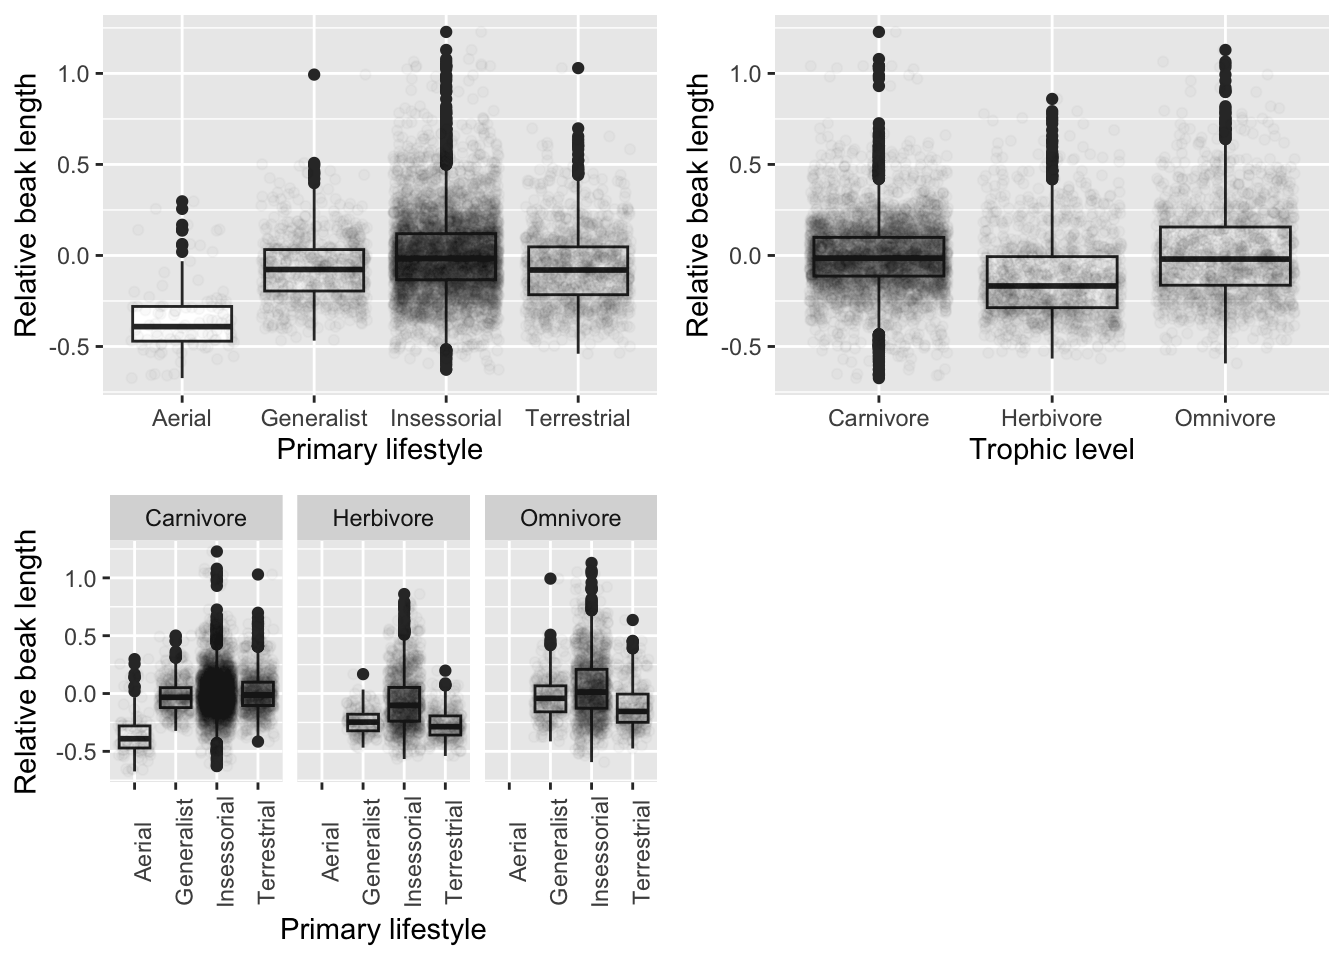 Relative beak length
1.0
0.5
0.0
-0.5
Aerial Generalist Insessorial Terrestrial
Primary lifestyle
Relative beak length
1.0
0.5
0.0
-0.5
Carnivore Herbivore Omnivore
Trophic level
Carnivore Herbivore Omnivore
Relative beak length
1.0
0.5
0.0
-0.5
Aerial
Generalist
Insessorial
Terrestrial
Aerial
Generalist
Insessorial
Terrestrial
Aerial
Generalist
Insessorial
Terrestrial
Primary lifestyle